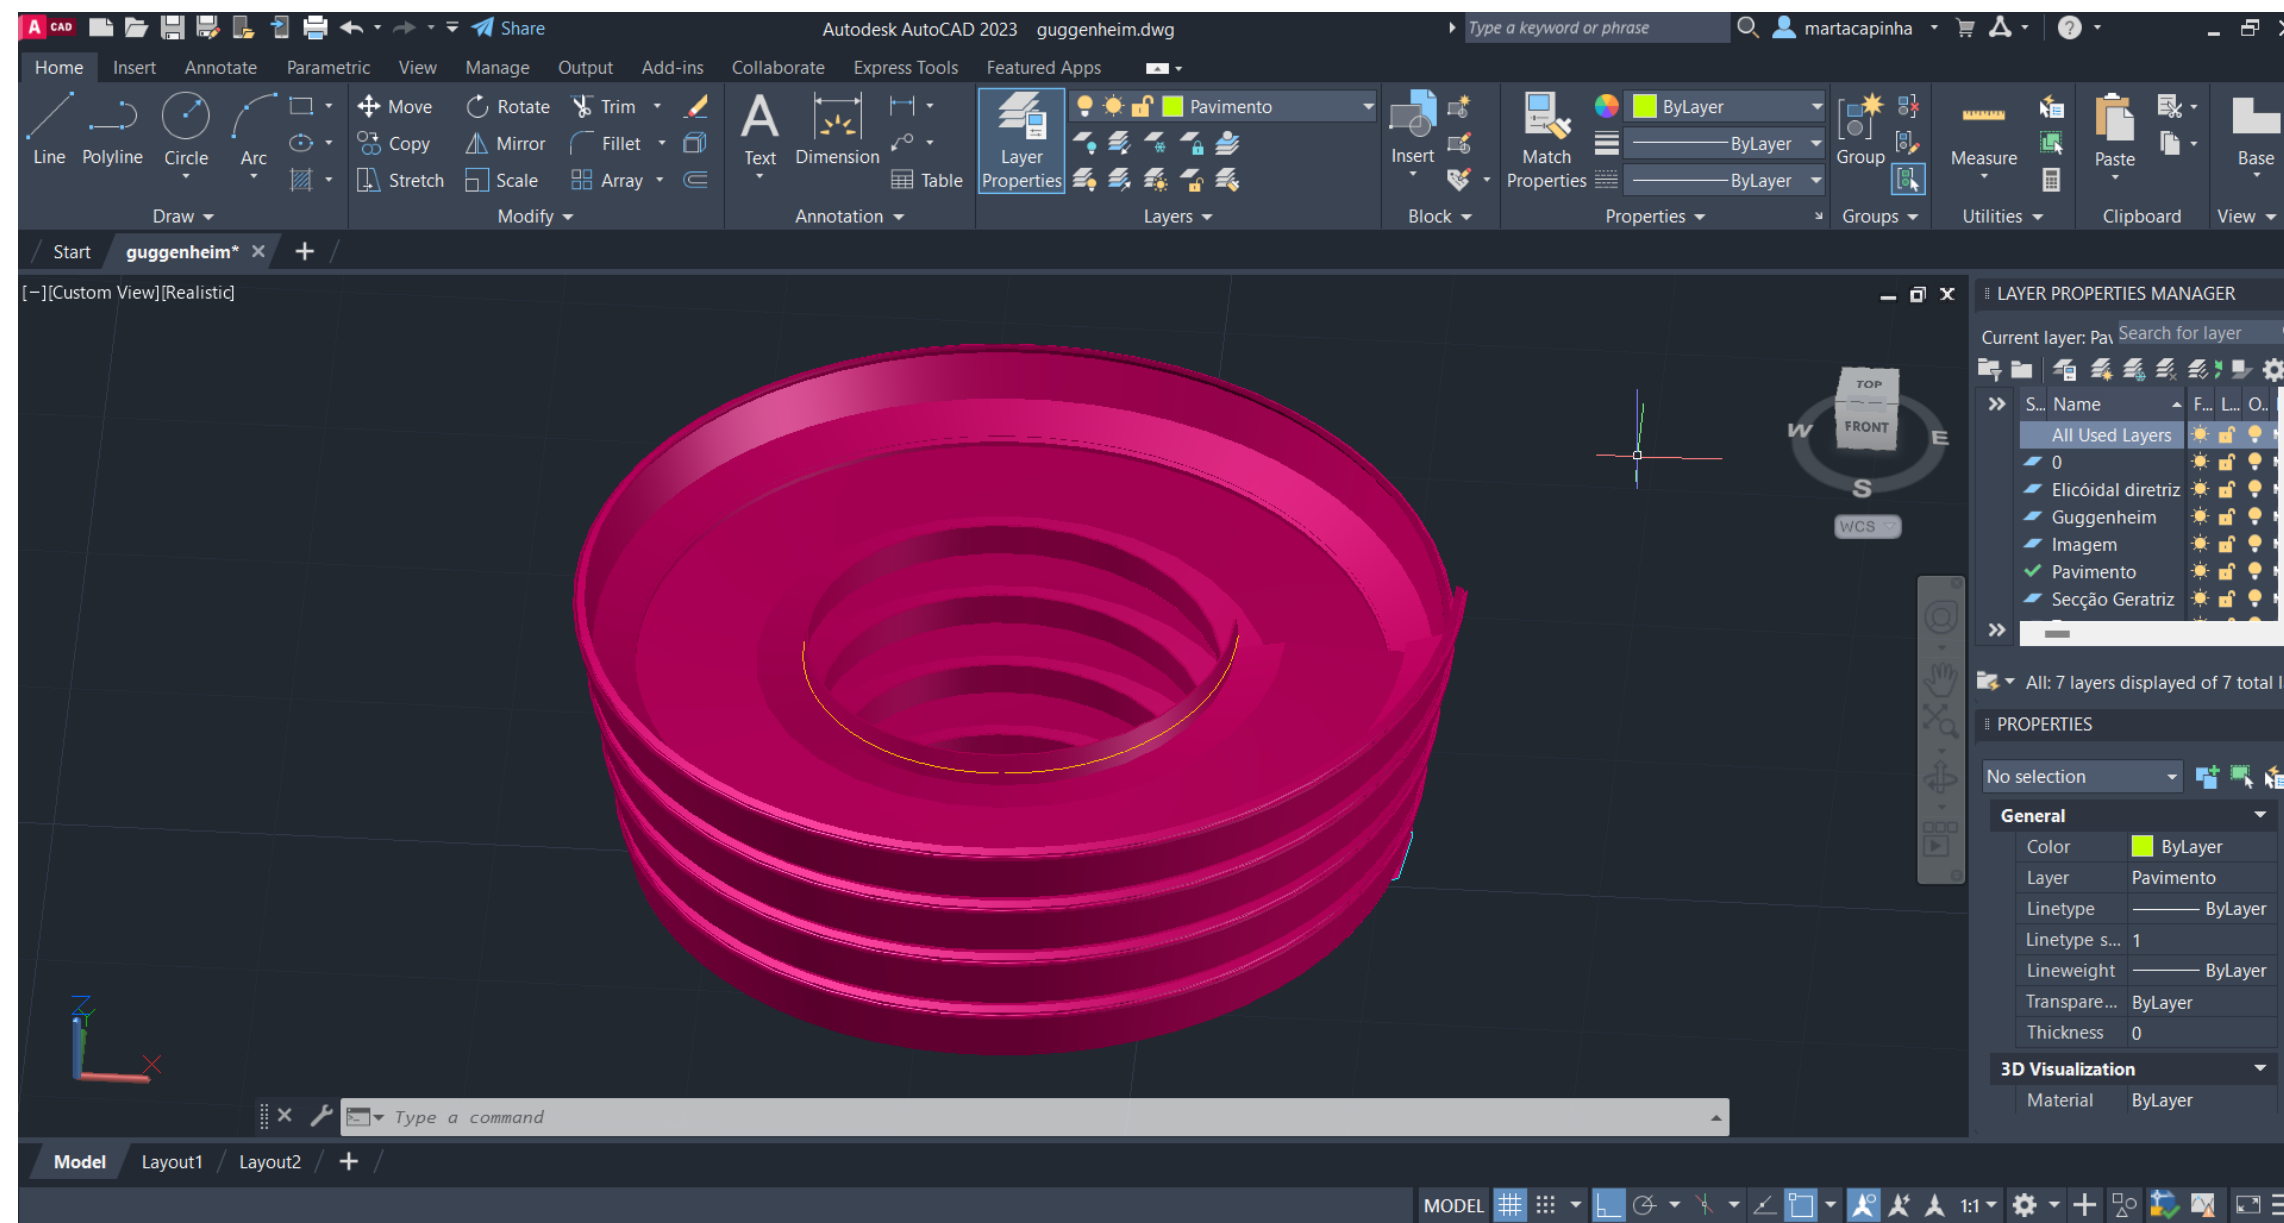 A CAD Share Autodesk AutoCAD 2023 guggenheim.dwg Type a keyword or phrase martacapinha
Home Insert Annotate Parametric View Manage Output Add-ins Collaborate Express Tools Featured Apps
Line Polyline Circle Arc
Draw
Move Rotate Trim
Copy Mirror Fillet
Stretch Scale Array
Modify
Text Dimension Table
Annotation
Layer Properties
Pavimento
Layers
Insert
Block
Match Properties
ByLayer
ByLayer
ByLayer
Properties
Group
Groups
Measure
Utilities
Paste
Clipboard
Base
View
Start guggenheim*
[−][Custom View][Realistic]
TOP
FRONT
W
E
S
WCS
LAYER PROPERTIES MANAGER
Current layer: Pav Search for layer
S... Name F... L... O..
All Used Layers
0
Elicóidal diretriz
Guggenheim
Imagem
Pavimento
Secção Geratriz
All: 7 layers displayed of 7 total l
PROPERTIES
No selection
General
Color ByLayer
Layer Pavimento
Linetype ByLayer
Linetype s... 1
Lineweight ByLayer
Transpare... ByLayer
Thickness 0
3D Visualization
Material ByLayer
Z
Y
X
Type a command
Model Layout1 Layout2
MODEL 1:1